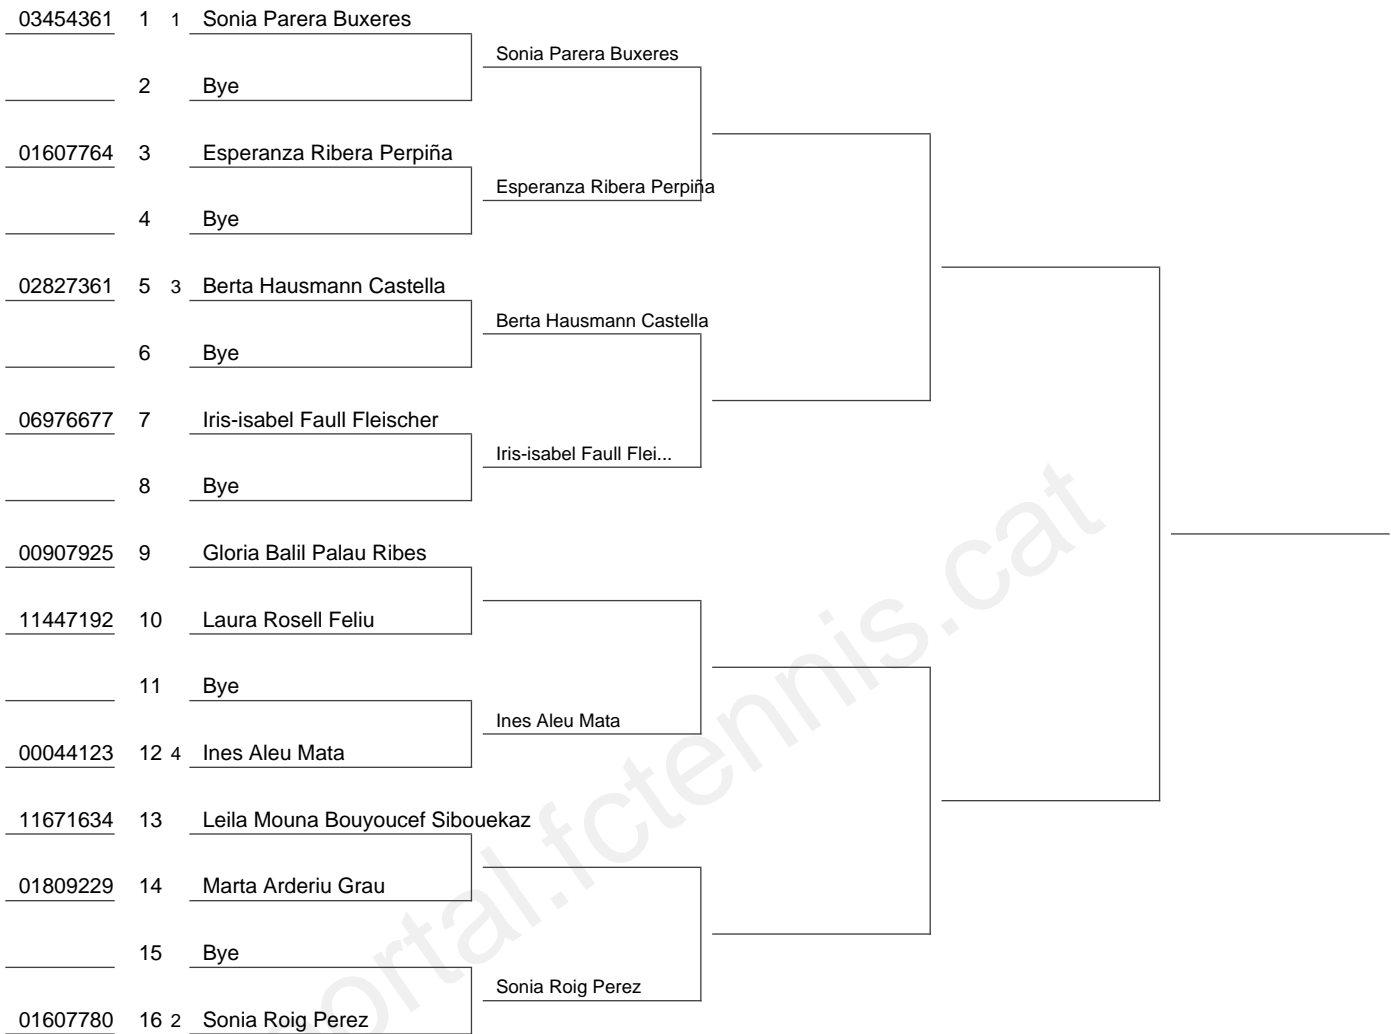 03454361 1 1 Sonia Parera Buxeres
Sonia Parera Buxeres
2 Bye
01607764 3 Esperanza Ribera Perpiña
Esperanza Ribera Perpiña
4 Bye
02827361 5 3 Berta Hausmann Castella
Berta Hausmann Castella
6 Bye
06976677 7 Iris-isabel Faull Fleischer
Iris-isabel Faull Flei...
8 Bye
00907925 9 Gloria Balil Palau Ribes
11447192 10 Laura Rosell Feliu
11 Bye
Ines Aleu Mata
00044123 12 4 Ines Aleu Mata
11671634 13 Leila Mouna Bouyoucef Sibouekaz
01809229 14 Marta Arderiu Grau
15 Bye
Sonia Roig Perez
01607780 16 2 Sonia Roig Perez
ortal.fctennis.cat